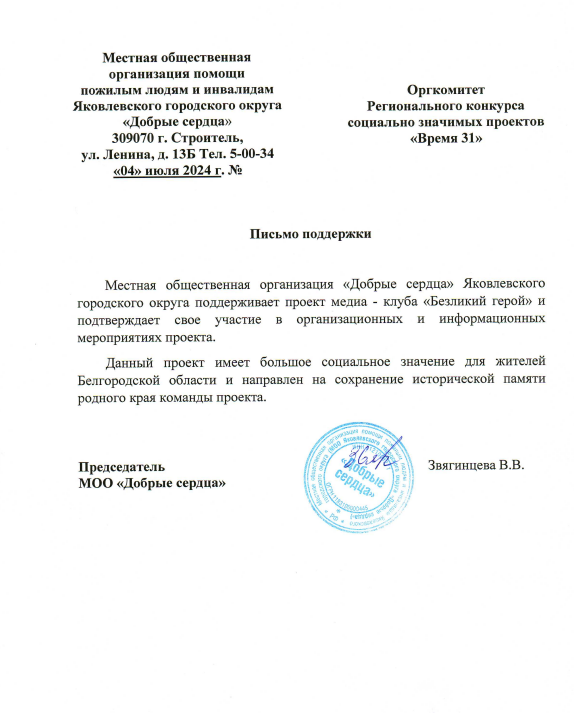 Местная общественная
организация помощи
пожилым людям и инвалидам
Яковлевского городского округа
«Добрые сердца»
309070 г. Строитель,
ул. Ленина, д. 13Б Тел. 5-00-34
«04» июля 2024 г. №
Оргкомитет
Регионального конкурса
социально значимых проектов
«Время 31»
Письмо поддержки
Местная общественная организация «Добрые сердца» Яковлевского
городского округа поддерживает проект медиа - клуба «Безликий герой» и
подтверждает свое участие в организационных и информационных
мероприятиях проекта.
Данный проект имеет большое социальное значение для жителей
Белгородской области и направлен на сохранение исторической памяти
родного края команды проекта.
Председатель
МОО «Добрые сердца»
«Добрые
сердца»
Звягинцева В.В.